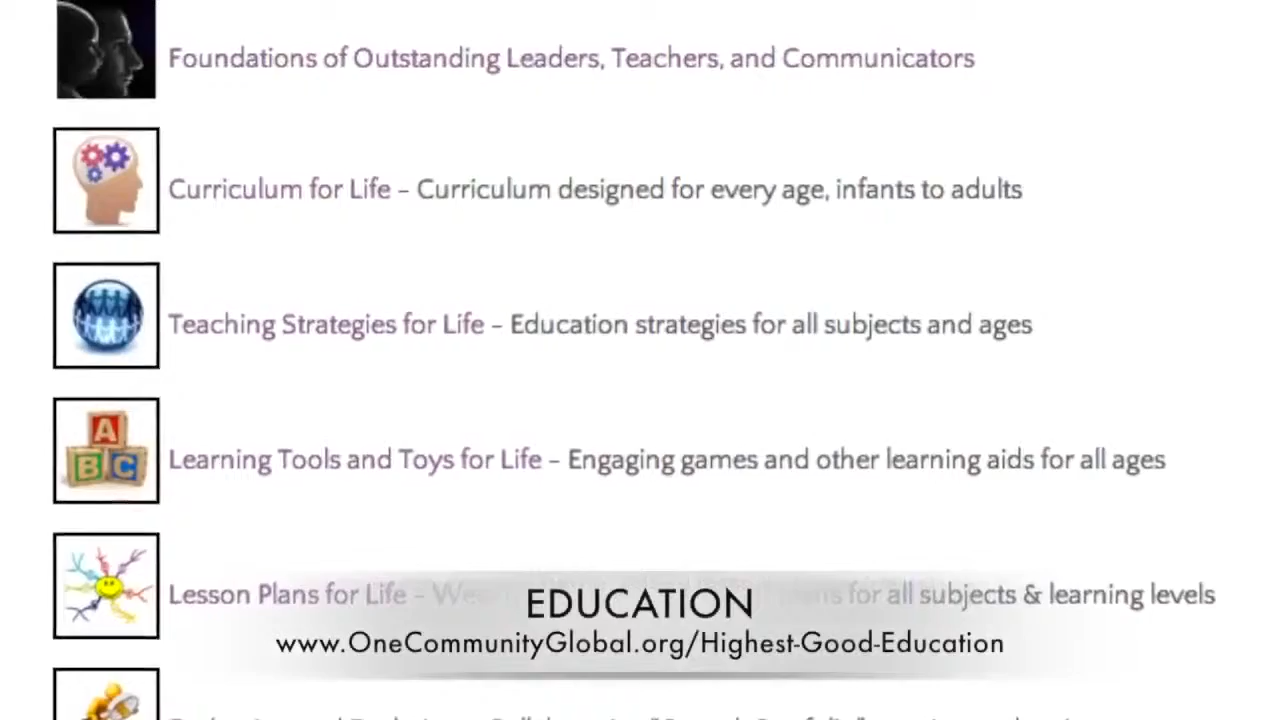 Foundations of Outstanding Leaders, Teachers, and Communicators
Curriculum for Life – Curriculum designed for every age, infants to adults
Teaching Strategies for Life – Education strategies for all subjects and ages
A
B C
Learning Tools and Toys for Life – Engaging games and other learning aids for all ages
Lesson Plans for Life – for all subjects & learning levels
EDUCATION
www.OneCommunityGlobal.org/Highest-Good-Education